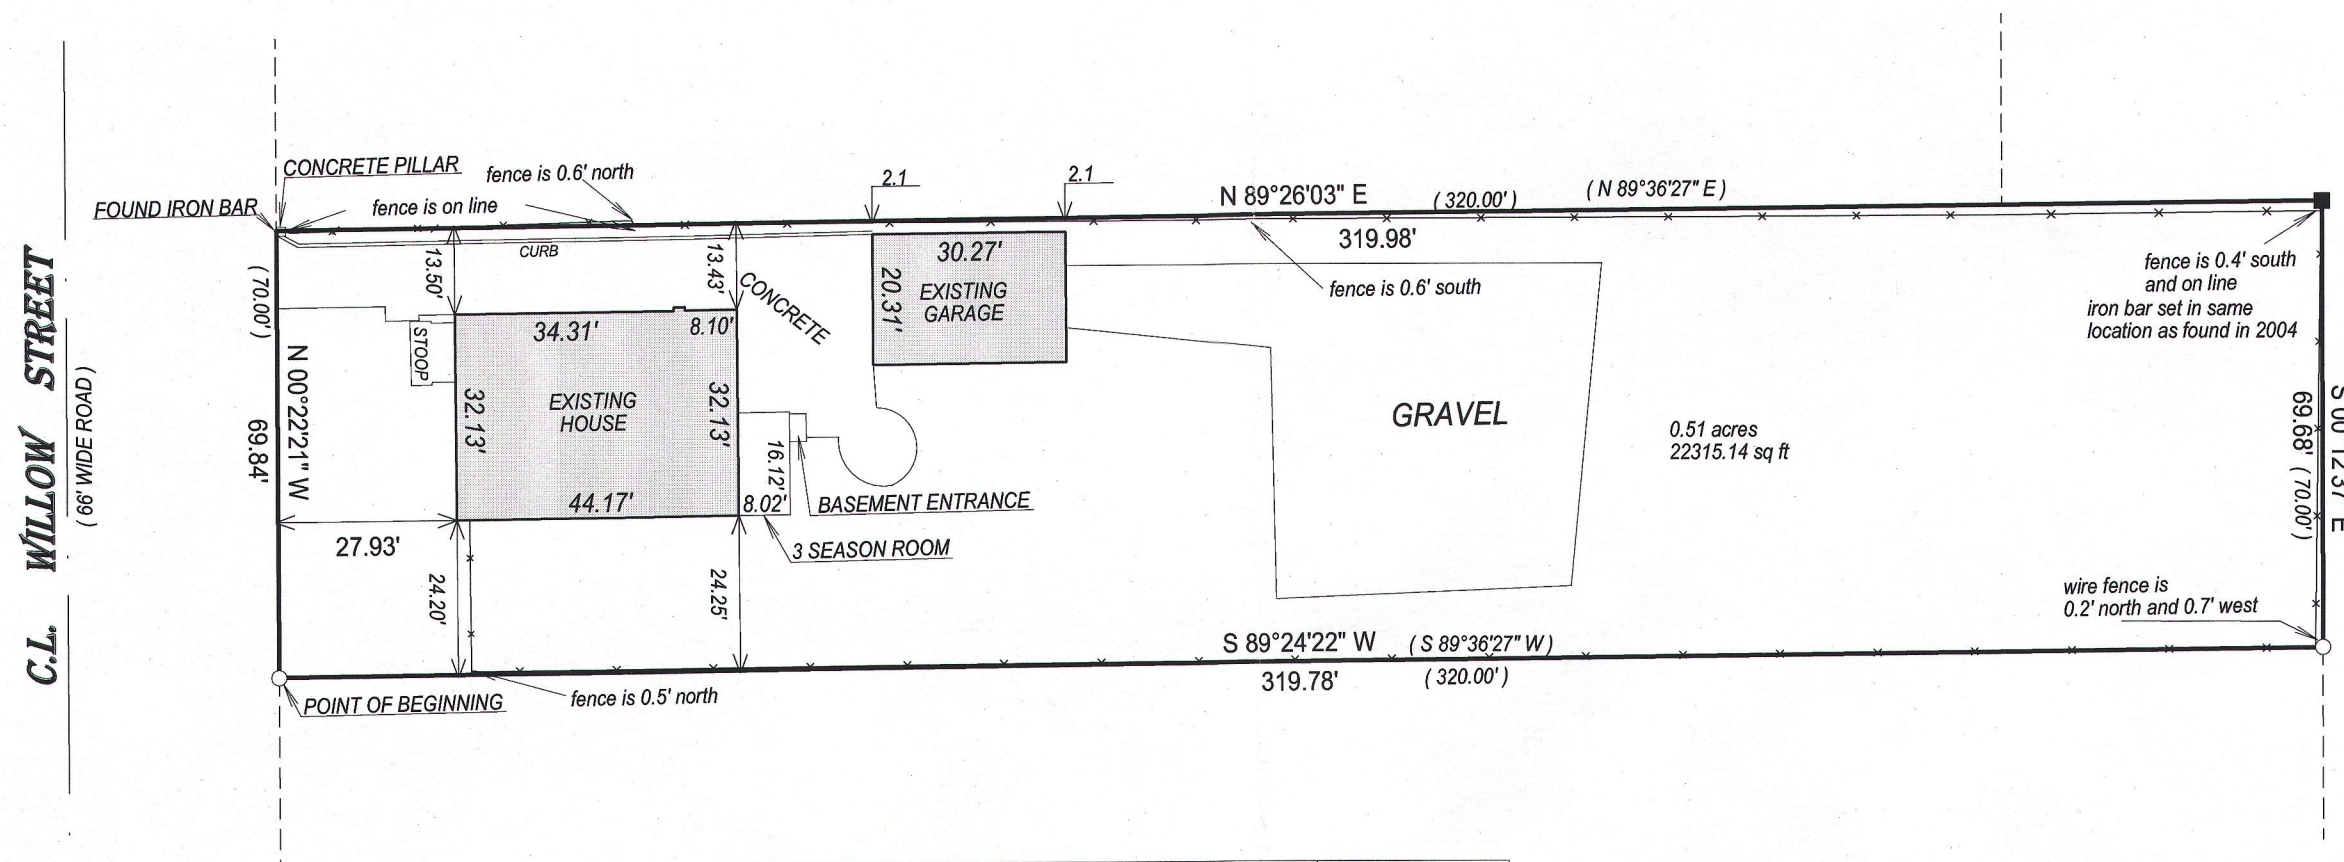 CONCRETE PILLAR
fence is 0.6' north
FOUND IRON BAR
fence is on line
2.1
2.1
N 89°26'03" E
( 320.00' )
( N 89°36'27" E )
319.98'
CURB
13.50'
13.43'
CONCRETE
30.27'
20.31'
EXISTING
GARAGE
fence is 0.6' south
fence is 0.4' south
and on line
iron bar set in same
location as found in 2004
C.L. WILLOW STREET
( 66' WIDE ROAD )
( 70.00' )
69.84'
N 00°22'21" W
STOOP
34.31'
8.10'
32.13'
EXISTING
HOUSE
32.13'
44.17'
16.12'
8.02'
BASEMENT ENTRANCE
3 SEASON ROOM
GRAVEL
0.51 acres
22315.14 sq ft
69.68' ( 70.00' )
27.93'
24.20'
24.25'
wire fence is
0.2' north and 0.7' west
S 89°24'22" W
( S 89°36'27" W )
319.78'
( 320.00' )
POINT OF BEGINNING
fence is 0.5' north